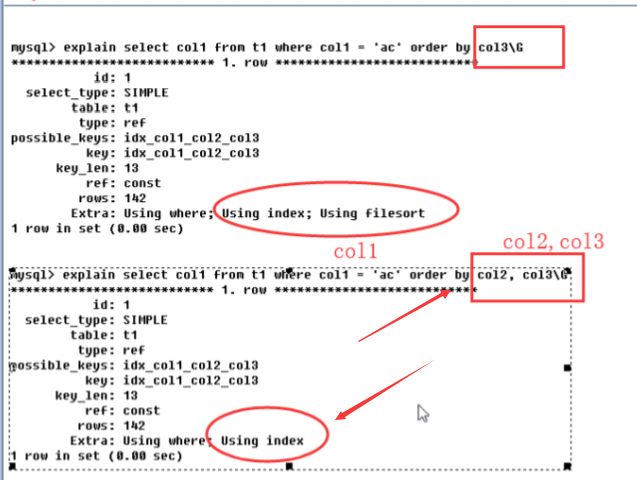 mysql> explain select col1 from t1 where col1 = 'ac' order by col3\G
*************************** 1. row ***************************
id: 1
select_type: SIMPLE
table: t1
type: ref
possible_keys: idx_col1_col2_col3
key: idx_col1_col2_col3
key_len: 13
ref: const
rows: 142
Extra: Using where; Using index; Using filesort
1 row in set (0.00 sec)
col1
col2,col3
mysql> explain select col1 from t1 where col1 = 'ac' order by col2, col3\G
*************************** 1. row ***************************
id: 1
select_type: SIMPLE
table: t1
type: ref
possible_keys: idx_col1_col2_col3
key: idx_col1_col2_col3
key_len: 13
ref: const
rows: 142
Extra: Using where; Using index
1 row in set (0.00 sec)